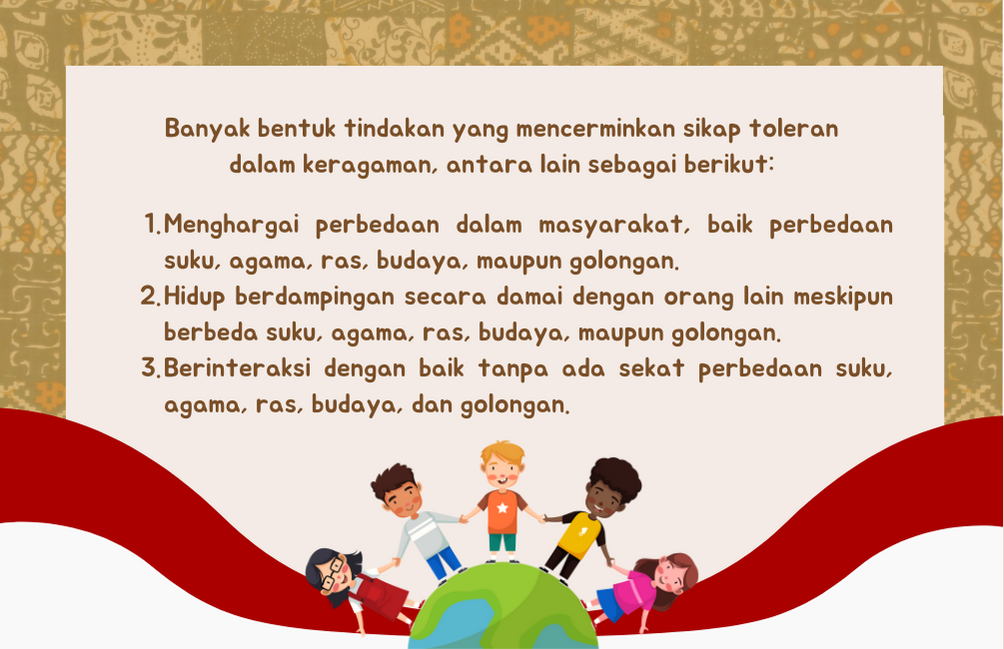 Banyak bentuk tindakan yang mencerminkan sikap toleran
dalam keragaman, antara lain sebagai berikut:
1. Menghargai perbedaan dalam masyarakat, baik perbedaan
suku, agama, ras, budaya, maupun golongan.
2. Hidup berdampingan secara damai dengan orang lain meskipun
berbeda suku, agama, ras, budaya, maupun golongan.
3. Berinteraksi dengan baik tanpa ada sekat perbedaan suku,
agama, ras, budaya, dan golongan.